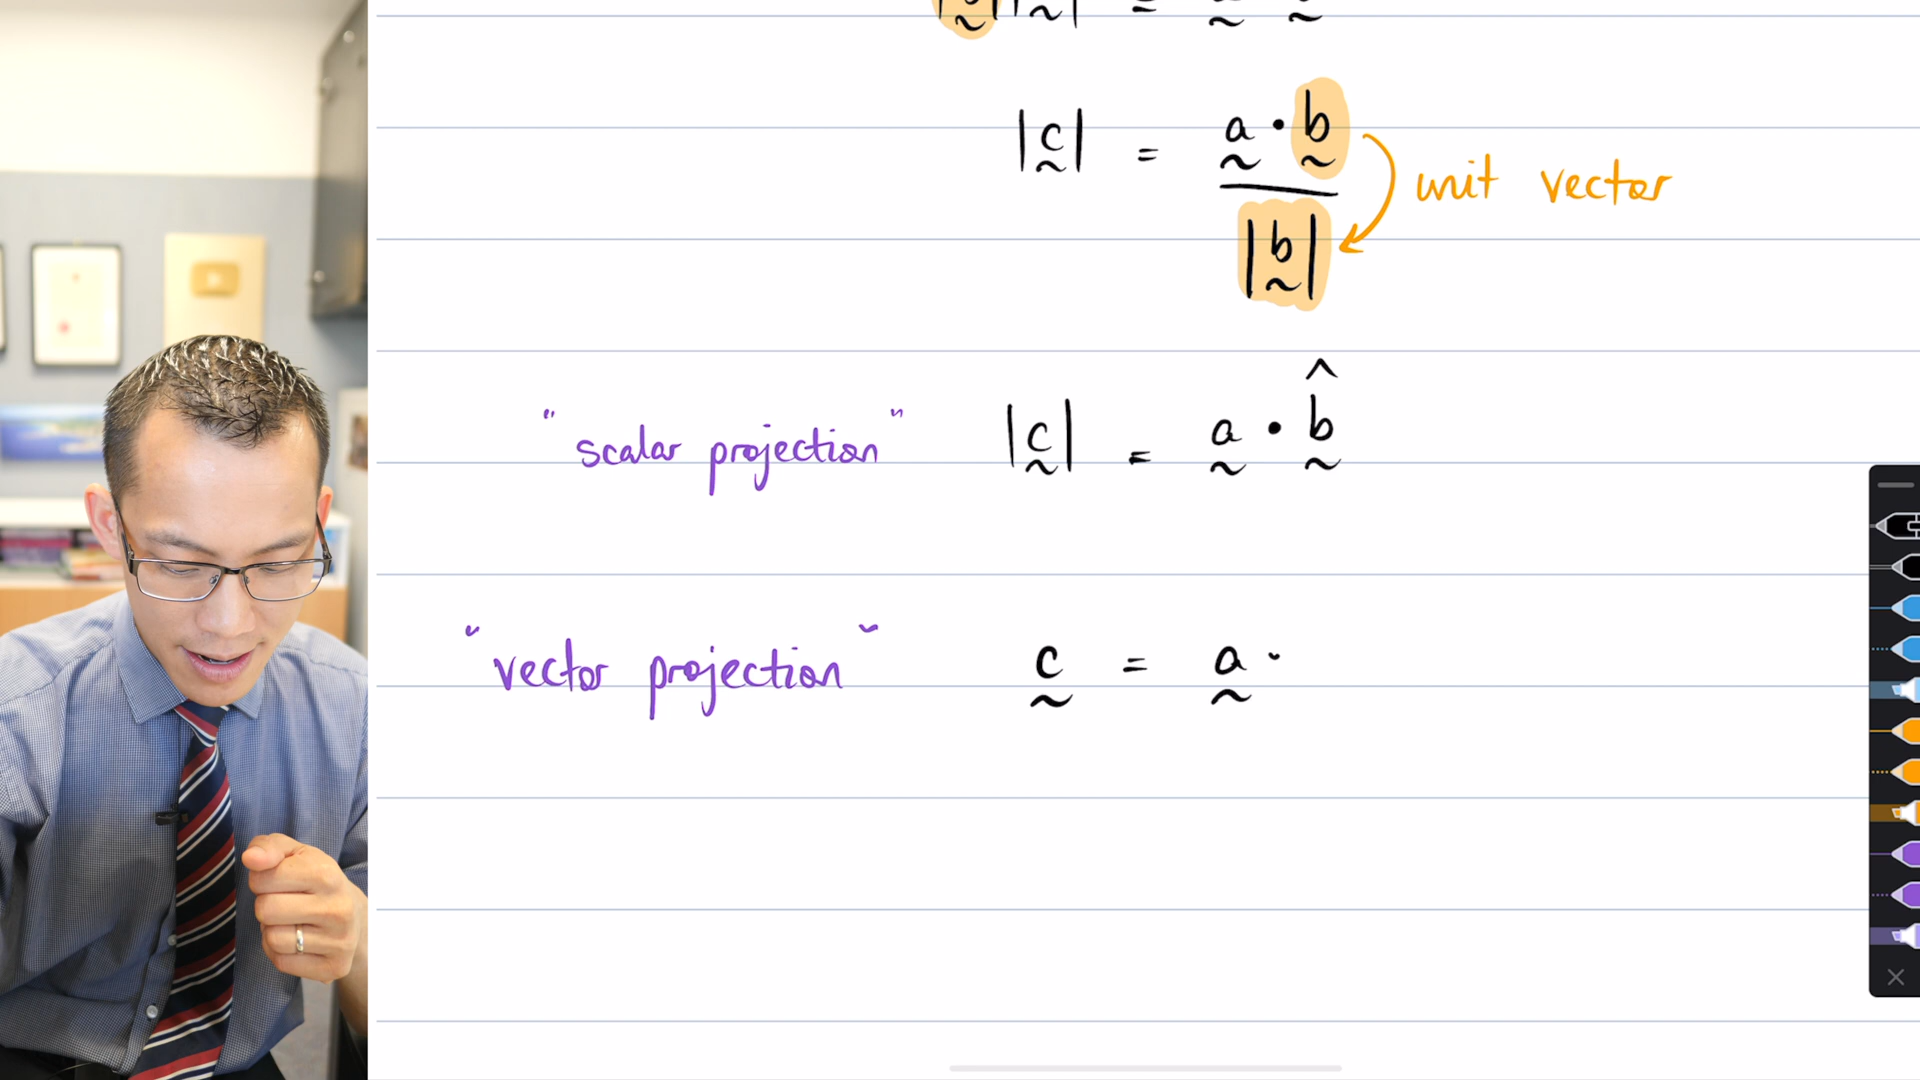 |c̰| = a̰ · b̰ / |b̰|
unit vector
"scalar projection" |c̰| = a̰ · b̰̂
"vector projection" c̰ = a̰ ·